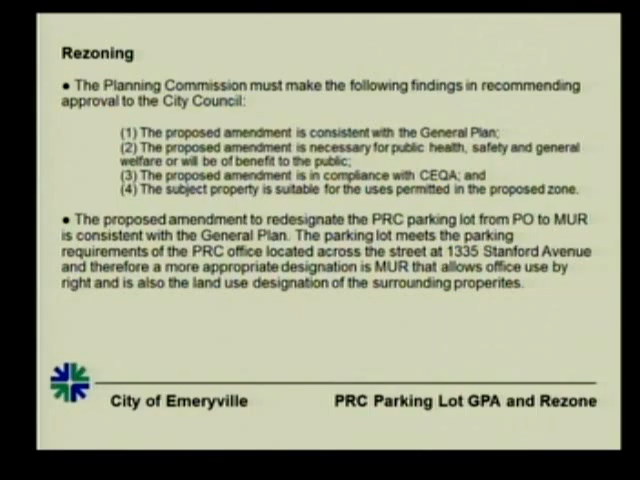 Rezoning
● The Planning Commission must make the following findings in recommending
approval to the City Council:
(1) The proposed amendment is consistent with the General Plan;
(2) The proposed amendment is necessary for public health, safety and general
welfare or will be of benefit to the public;
(3) The proposed amendment is in compliance with CEQA; and
(4) The subject property is suitable for the uses permitted in the proposed zone.
● The proposed amendment to redesignate the PRC parking lot from PO to MUR
is consistent with the General Plan. The parking lot meets the parking
requirements of the PRC office located across the street at 1335 Stanford Avenue
and therefore a more appropriate designation is MUR that allows office use by
right and is also the land use designation of the surrounding properites.
City of Emeryville
PRC Parking Lot GPA and Rezone